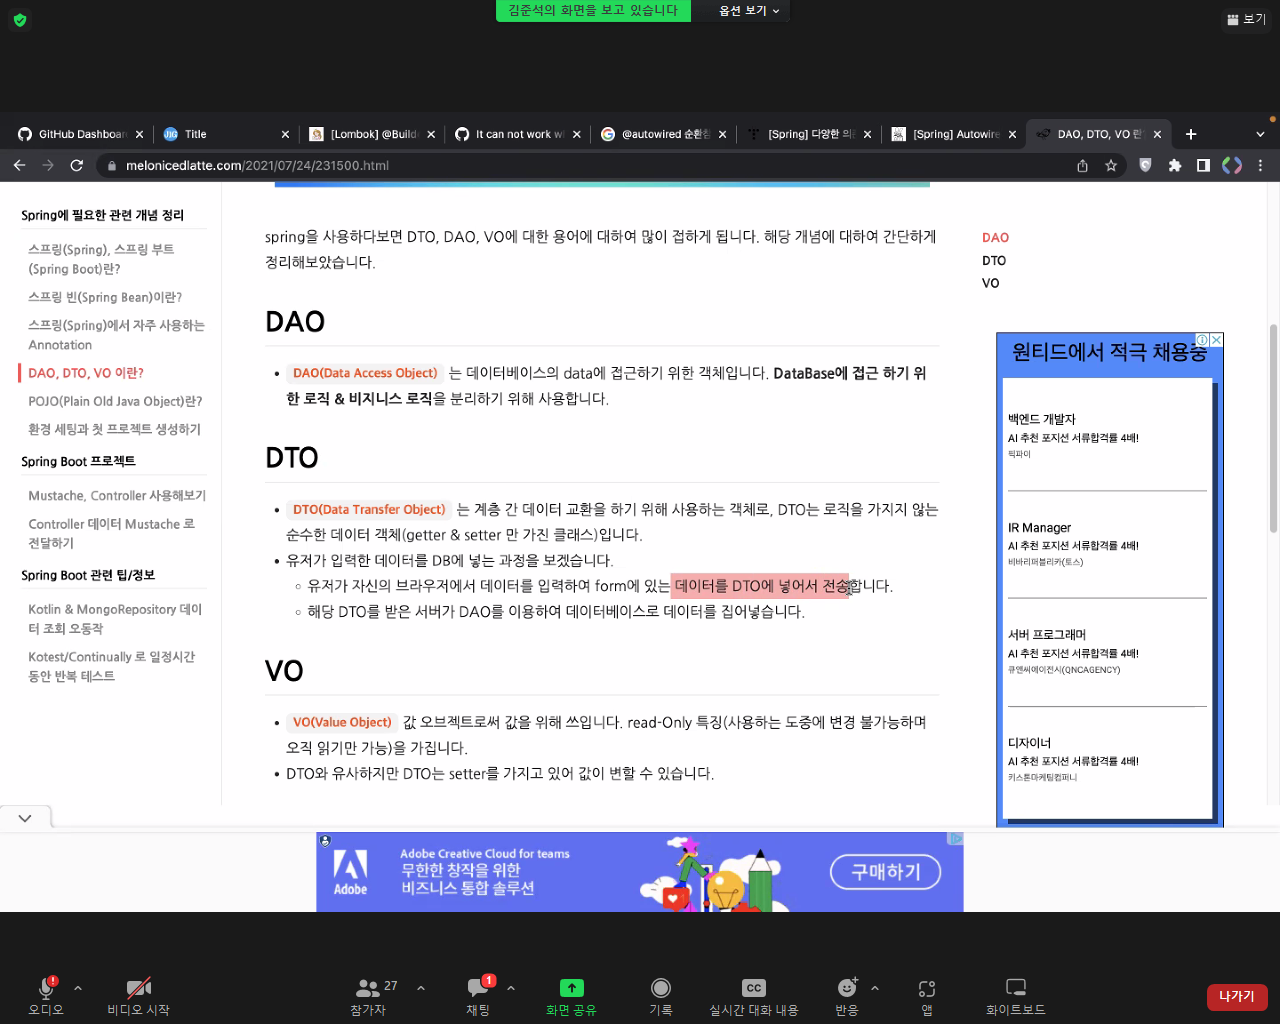 김준석의 화면을 보고 있습니다
옵션 보기
보기
GitHub Dashboar
Title
[Lombok] @Build
It can not work w
@autowired 순환참
[Spring] 다양한 의
[Spring] Autowire
DAO, DTO, VO 란
melonicedlatte.com/2021/07/24/231500.html
Spring에 필요한 관련 개념 정리
스프링(Spring), 스프링 부트
(Spring Boot)란?
스프링 빈(Spring Bean)이란?
스프링(Spring)에서 자주 사용하는
Annotation
DAO, DTO, VO 이란?
POJO(Plain Old Java Object)란?
환경 세팅과 첫 프로젝트 생성하기
Spring Boot 프로젝트
Mustache, Controller 사용해보기
Controller 데이터 Mustache 로
전달하기
Spring Boot 관련 팁/정보
Kotlin & MongoRepository 데이
터 조회 오동작
Kotest/Continually 로 일정시간
동안 반복 테스트
spring을 사용하다보면 DTO, DAO, VO에 대한 용어에 대하여 많이 접하게 됩니다. 해당 개념에 대하여 간단하게
정리해보았습니다.
DAO
DAO(Data Access Object) 는 데이터베이스의 data에 접근하기 위한 객체입니다. DataBase에 접근 하기 위
한 로직 & 비지니스 로직을 분리하기 위해 사용합니다.
DTO
DTO(Data Transfer Object) 는 계층 간 데이터 교환을 하기 위해 사용하는 객체로, DTO는 로직을 가지지 않는
순수한 데이터 객체(getter & setter 만 가진 클래스)입니다.
유저가 입력한 데이터를 DB에 넣는 과정을 보겠습니다.
유저가 자신의 브라우저에서 데이터를 입력하여 form에 있는 데이터를 DTO에 넣어서 전송합니다.
해당 DTO를 받은 서버가 DAO를 이용하여 데이터베이스로 데이터를 집어넣습니다.
VO
VO(Value Object) 값 오브젝트로써 값을 위해 쓰입니다. read-Only 특징(사용하는 도중에 변경 불가능하며
오직 읽기만 가능)을 가집니다.
DTO와 유사하지만 DTO는 setter를 가지고 있어 값이 변할 수 있습니다.
DAO
DTO
VO
원티드에서 적극 채용중
백엔드 개발자
AI 추천 포지션 서류합격률 4배!
픽파이
IR Manager
AI 추천 포지션 서류합격률 4배!
비바리퍼블리카(토스)
서버 프로그래머
AI 추천 포지션 서류합격률 4배!
큐앤씨에이전시(QNCAGENCY)
디자이너
AI 추천 포지션 서류합격률 4배!
키스톤마케팅컴퍼니
Adobe
Adobe Creative Cloud for teams
무한한 창작을 위한
비즈니스 통합 솔루션
구매하기
오디오
비디오 시작
27
참가자
1
채팅
화면 공유
기록
CC
실시간 대화 내용
반응
앱
화이트보드
나가기